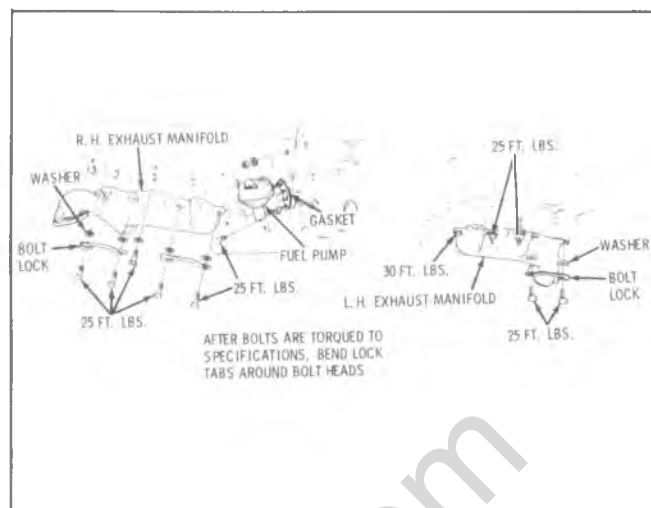 R.H. EXHAUST MANIFOLD
WASHER
BOLT
LOCK
25 FT. LBS.
GASKET
FUEL PUMP
25 FT. LBS.
AFTER BOLTS ARE TORQUED TO
SPECIFICATIONS, BEND LOCK
TABS AROUND BOLT HEADS
25 FT. LBS.
30 FT. LBS.
L.H. EXHAUST MANIFOLD
WASHER
BOLT
LOCK
25 FT. LBS.